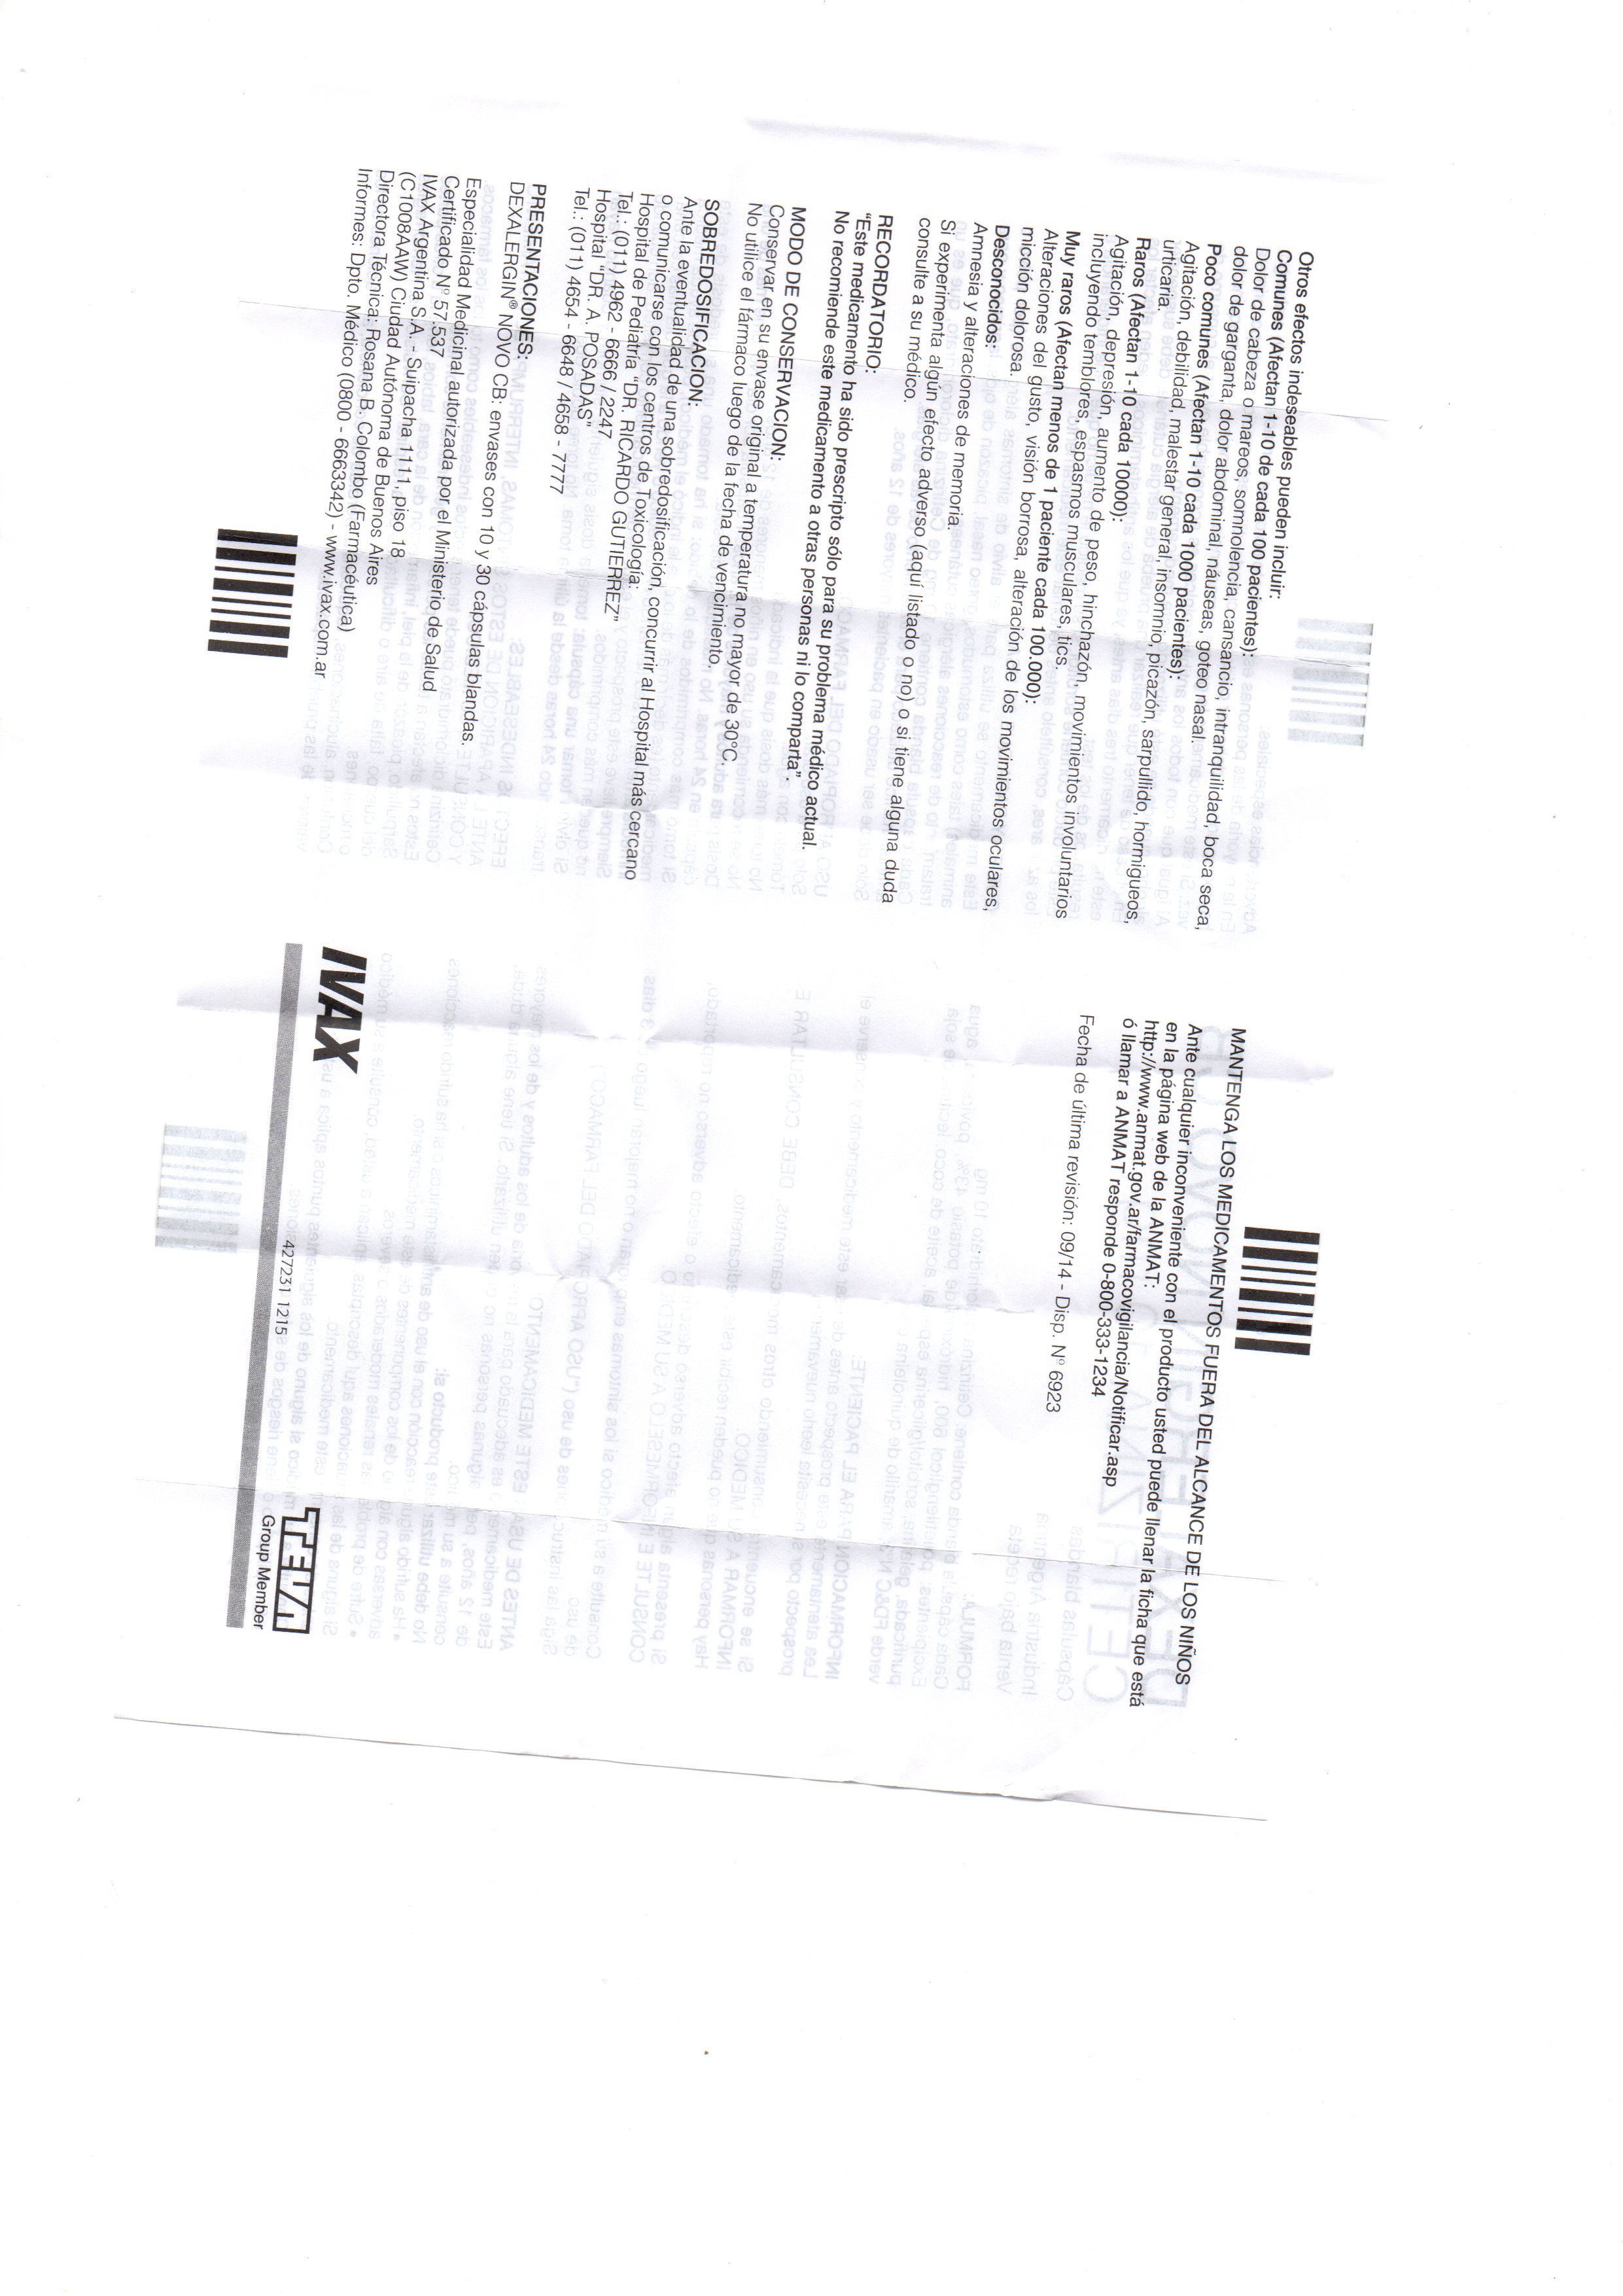 Otros efectos indeseables pueden incluir:
Comunes (Afectan 1-10 de cada 100 pacientes):
Dolor de cabeza o mareos, somnolencia, cansancio, intranquilidad, boca seca,
dolor de garganta, dolor abdominal, náuseas, goteo nasal.
Poco comunes (Afectan 1-10 cada 1000 pacientes):
Agitación, debilidad, malestar general, insomnio, picazón, sarpullido, hormigueos,
urticaria.
Raros (Afectan 1-10 cada 10000):
Agitación, depresión, aumento de peso, hinchazón, movimientos involuntarios
incluyendo temblores, espasmos musculares, tics.
Muy raros (Afectan menos de 1 paciente cada 100.000):
Alteraciones del gusto, visión borrosa, alteración de los movimientos oculares,
micción dolorosa.
Desconocidos:
Amnesia y alteraciones de memoria.
Si experimenta algún efecto adverso (aquí listado o no) o si tiene alguna duda
consulte a su médico.
RECORDATORIO:
"Este medicamento ha sido prescripto sólo para su problema médico actual.
No recomiende este medicamento a otras personas ni lo comparta".
MODO DE CONSERVACION:
Conservar en su envase original a temperatura no mayor de 30°C.
No utilice el fármaco luego de la fecha de vencimiento.
SOBREDOSIFICACION:
Ante la eventualidad de una sobredosificación, concurrir al Hospital más cercano
o comunicarse con los centros de Toxicología:
Hospital de Pediatría "DR. RICARDO GUTIERREZ"
Tel.: (011) 4962 - 6666 / 2247
Hospital "DR. A. POSADAS"
Tel.: (011) 4654 - 6648 / 4658 - 7777
PRESENTACIONES:
DEXALERGIN® NOVO CB: envases con 10 y 30 cápsulas blandas.
Especialidad Medicinal autorizada por el Ministerio de Salud
Certificado N° 57.537
IVAX Argentina S.A. - Suipacha 1111, piso 18
(C1008AAW) Ciudad Autónoma de Buenos Aires
Directora Técnica: Rosana B. Colombo (Farmacéutica)
Informes: Dpto. Médico (0800 - 6663342) - www.ivax.com.ar
MANTENGA LOS MEDICAMENTOS FUERA DEL ALCANCE DE LOS NIÑOS
Ante cualquier inconveniente con el producto usted puede llenar la ficha que está
en la página web de la ANMAT:
http://www.anmat.gov.ar/farmacovigilancia/Notificar.asp
ó llamar a ANMAT responde 0-800-333-1234
Fecha de última revisión: 09/14 - Disp. N° 6923
IVAX
427231 1215
TEVA
Group Member